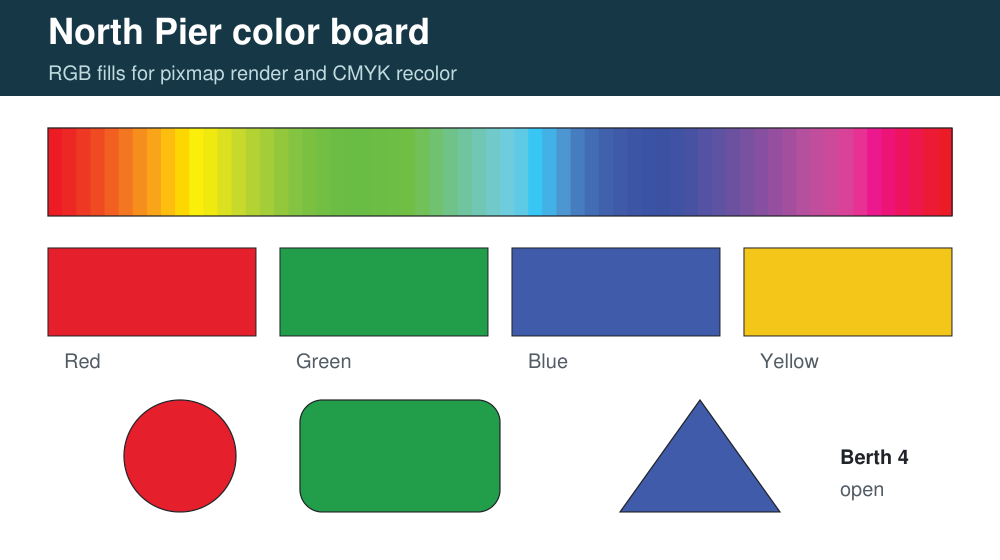 North Pier color board
RGB fills for pixmap render and CMYK recolor
Red
Green
Blue
Yellow
Berth 4
open